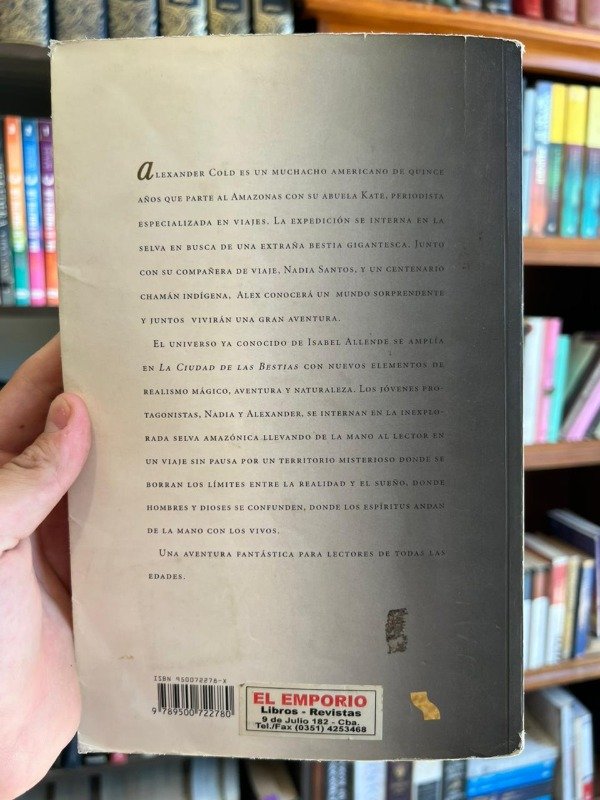 Alexander Cold es un muchacho americano de quince
años que parte al Amazonas con su abuela Kate, periodista
especializada en viajes. La expedición se interna en la
selva en busca de una extraña bestia gigantesca. Junto
con su compañera de viaje, Nadia Santos, y un centenario
chamán indígena, Alex conocerá un mundo sorprendente
y juntos vivirán una gran aventura.
El universo ya conocido de Isabel Allende se amplía
en La Ciudad de las Bestias con nuevos elementos de
realismo mágico, aventura y naturaleza. Los jóvenes pro-
tagonistas, Nadia y Alexander, se internan en la inexplo-
rada selva amazónica llevando de la mano al lector en
un viaje sin pausa por un territorio misterioso donde se
borran los límites entre la realidad y el sueño, donde
hombres y dioses se confunden, donde los espíritus andan
de la mano con los vivos.
Una aventura fantástica para lectores de todas las
edades.
ISBN 950072278-X
9 789500 722780
EL EMPORIO
Libros - Revistas
9 de Julio 182 - Cba.
Tel./Fax (0351) 4253468